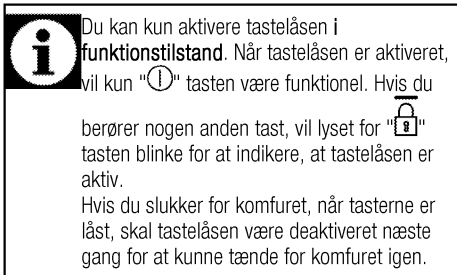 Du kan kun aktivere tastelåsen i
funktionstilstand. Når tastelåsen er aktiveret,
vil kun "" tasten være funktionel. Hvis du
berører nogen anden tast, vil lyset for ""
tasten blinke for at indikere, at tastelåsen er
aktiv.
Hvis du slukker for komfuret, når tasterne er
låst, skal tastelåsen være deaktiveret næste
gang for at kunne tænde for komfuret igen.